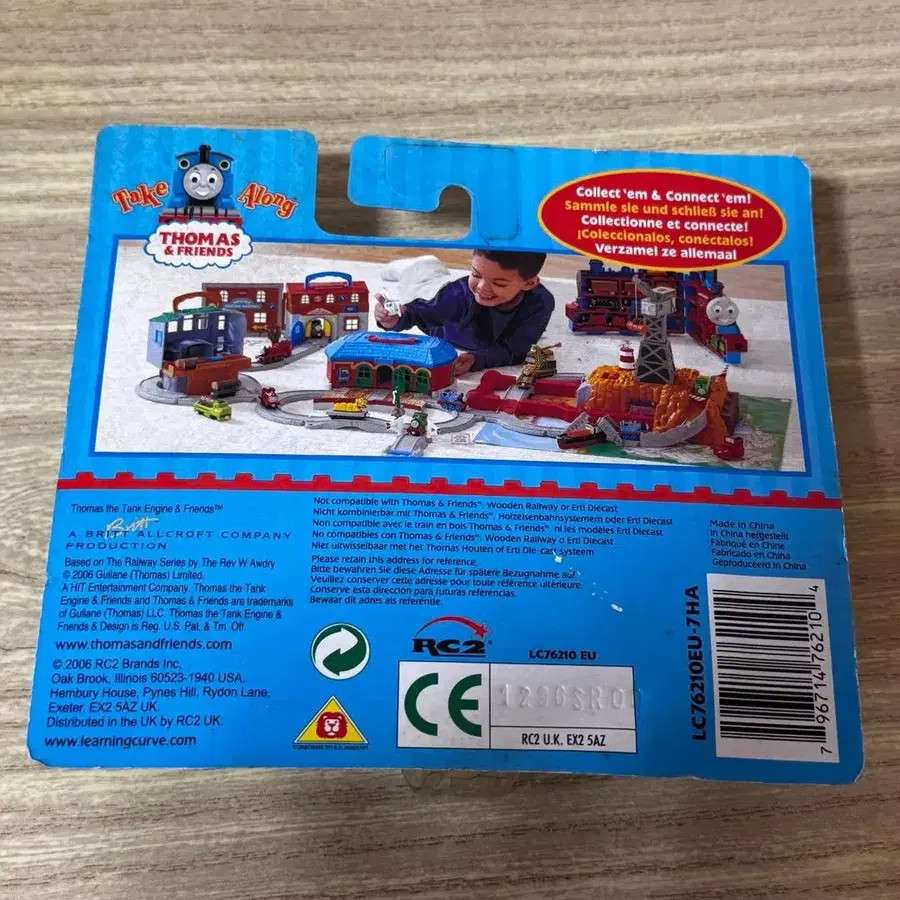 Take Along
THOMAS
& FRIENDS
Collect 'em & Connect 'em!
Sammle sie und schließ sie an!
Collectionne et connecte!
¡Coleccionalos, conéctalos!
Verzamel ze allemaal
Thomas the Tank Engine & Friends™
Britt
A BRITT ALLCROFT COMPANY
PRODUCTION
Based on The Railway Series by The Rev W Awdry
© 2006 Gullane (Thomas) Limited.
A HIT Entertainment Company. Thomas the Tank
Engine & Friends and Thomas & Friends are trademarks
of Gullane (Thomas) LLC. Thomas the Tank Engine &
Friends & Design is Reg. U.S. Pat. & Tm. Off.
www.thomasandfriends.com
© 2006 RC2 Brands Inc,
Oak Brook, Illinois 60523-1940 USA.
Hembury House, Pynes Hill, Rydon Lane,
Exeter, EX2 5AZ UK.
Distributed in the UK by RC2 UK.
www.learningcurve.com
Not compatible with Thomas & Friends™, Wooden Railway or Ertl Diecast
Nicht kombinierbar mit Thomas & Friends™, Holzeisenbahnsystemem oder Ertl Diecast
Non compatible avec le train en bois Thomas & Friends™, ni les modèles Ertl Diecast
No compatibles con Thomas & Friends™, Wooden Railway o Ertl Diecast
Niet uitwisselbaar met het Thomas Houten of Ertl Die-cast systeem
Please retain this address for reference.
Bitte bewahren sie diese Adresse für spätere Bezugnahme auf.
Veuillez conserver cette adresse pour toute référence ultérieure.
Conserve esta dirección para futuras referencias.
Bewaar dit adres als referentie.
Made in China
In China hergestellt
Fabriqué en Chine
Fabricado en China
Geproduceerd in China
RC2
LC76210 EU
CE
1296SR0
RC2 U.K. EX2 5AZ
LC76210EU-7HA
7 96714 76210 4